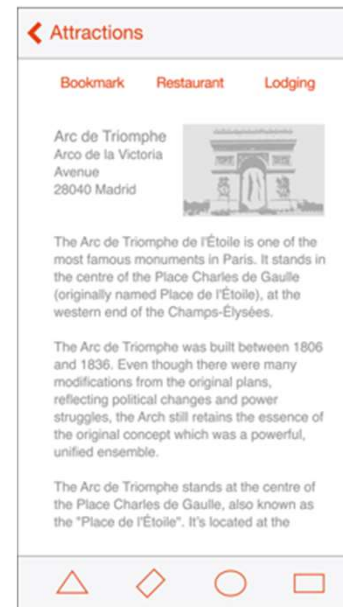 Attractions
Bookmark Restaurant Lodging
Arc de Triomphe
Arco de la Victoria
Avenue
28040 Madrid
The Arc de Triomphe de l'Étoile is one of the
most famous monuments in Paris. It stands in
the centre of the Place Charles de Gaulle
(originally named Place de l'Étoile), at the
western end of the Champs-Élysées.
The Arc de Triomphe was built between 1806
and 1836. Even though there were many
modifications from the original plans,
reflecting political changes and power
struggles, the Arch still retains the essence of
the original concept which was a powerful,
unified ensemble.
The Arc de Triomphe stands at the centre of
the Place Charles de Gaulle, also known as
the "Place de l'Étoile". It's located at the